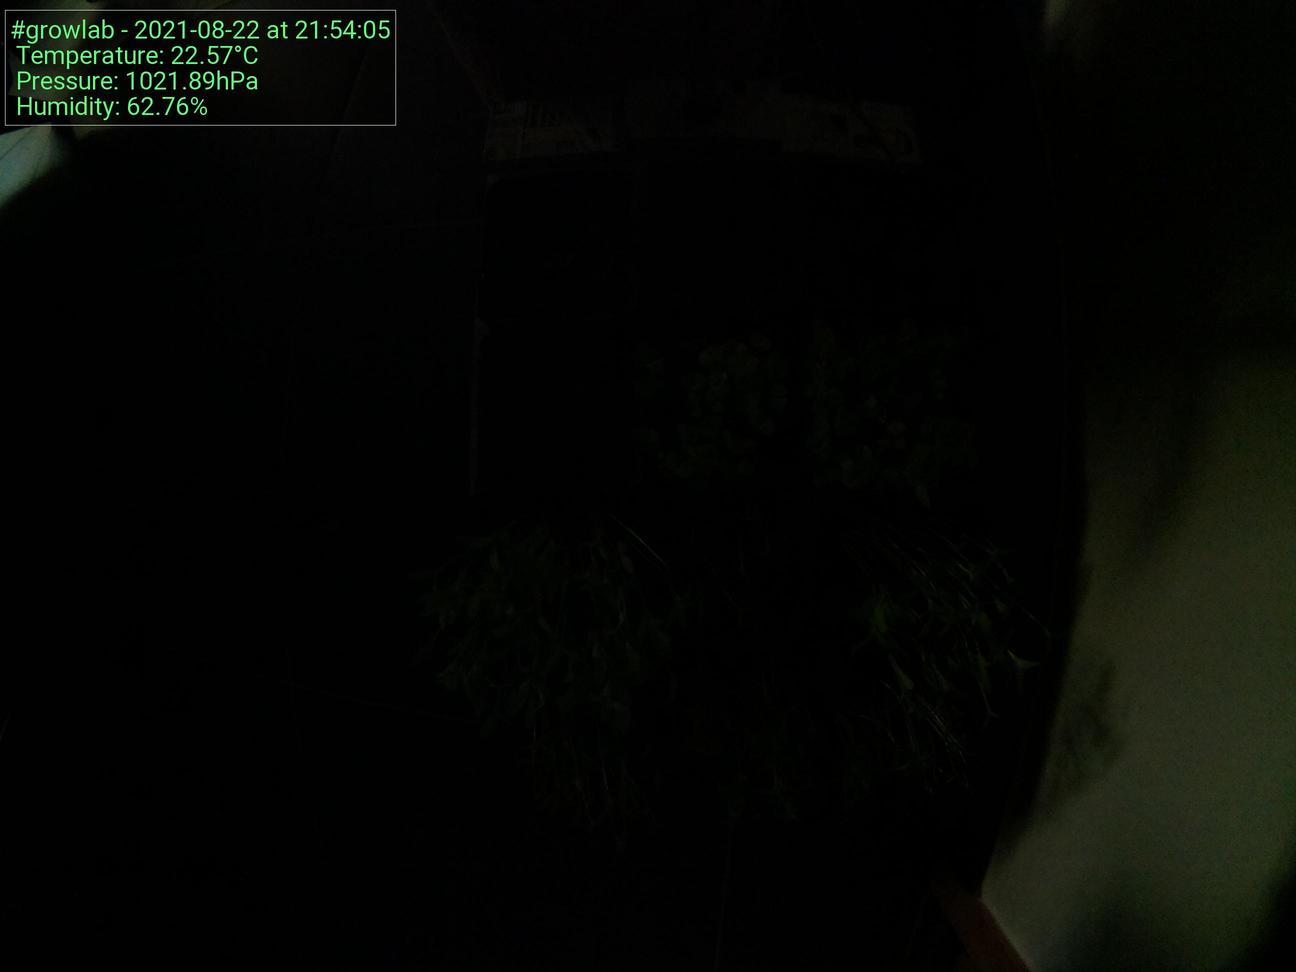 #growlab - 2021-08-22 at 21:54:05
Temperature: 22.57°C
Pressure: 1021.89hPa
Humidity: 62.76%